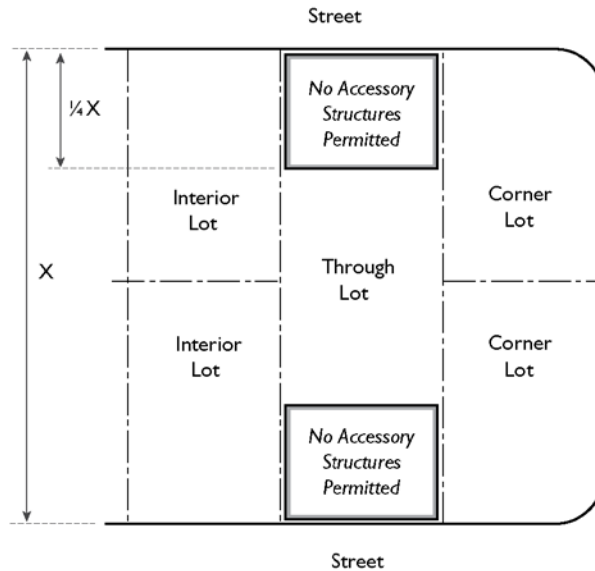 Street
No Accessory
Structures
Permitted
¼ X
Interior
Lot
Corner
Lot
X
Through
Lot
Interior
Lot
Corner
Lot
No Accessory
Structures
Permitted
Street